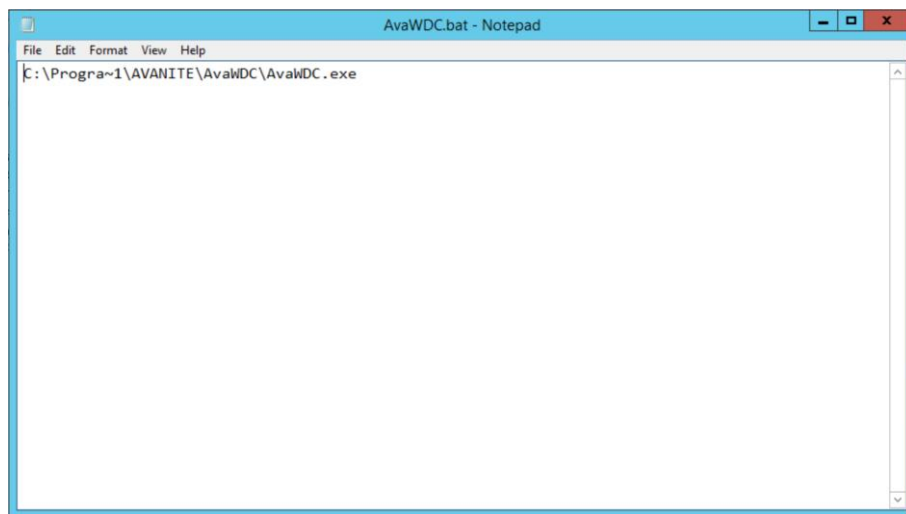 AvaWDC.bat - Notepad
File Edit Format View Help
C:\Progra~1\AVANITE\AvaWDC\AvaWDC.exe